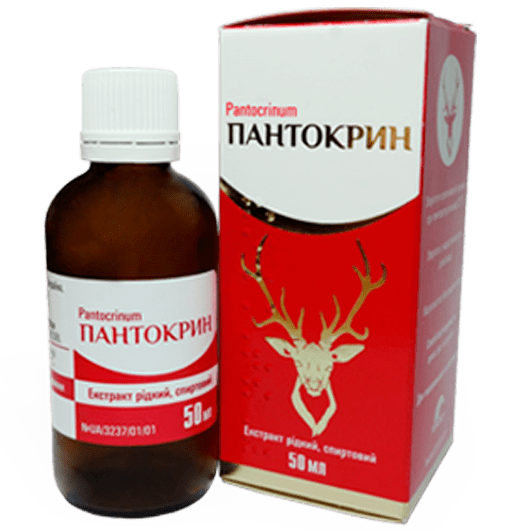 Pantocrinum
ПАНТОКРИН
Екстракт рідкий, спиртовий
50 мл
Pantocrinum
ПАНТОКРИН
Екстракт рідкий, спиртовий
50 мл
№UA/3237/01/01